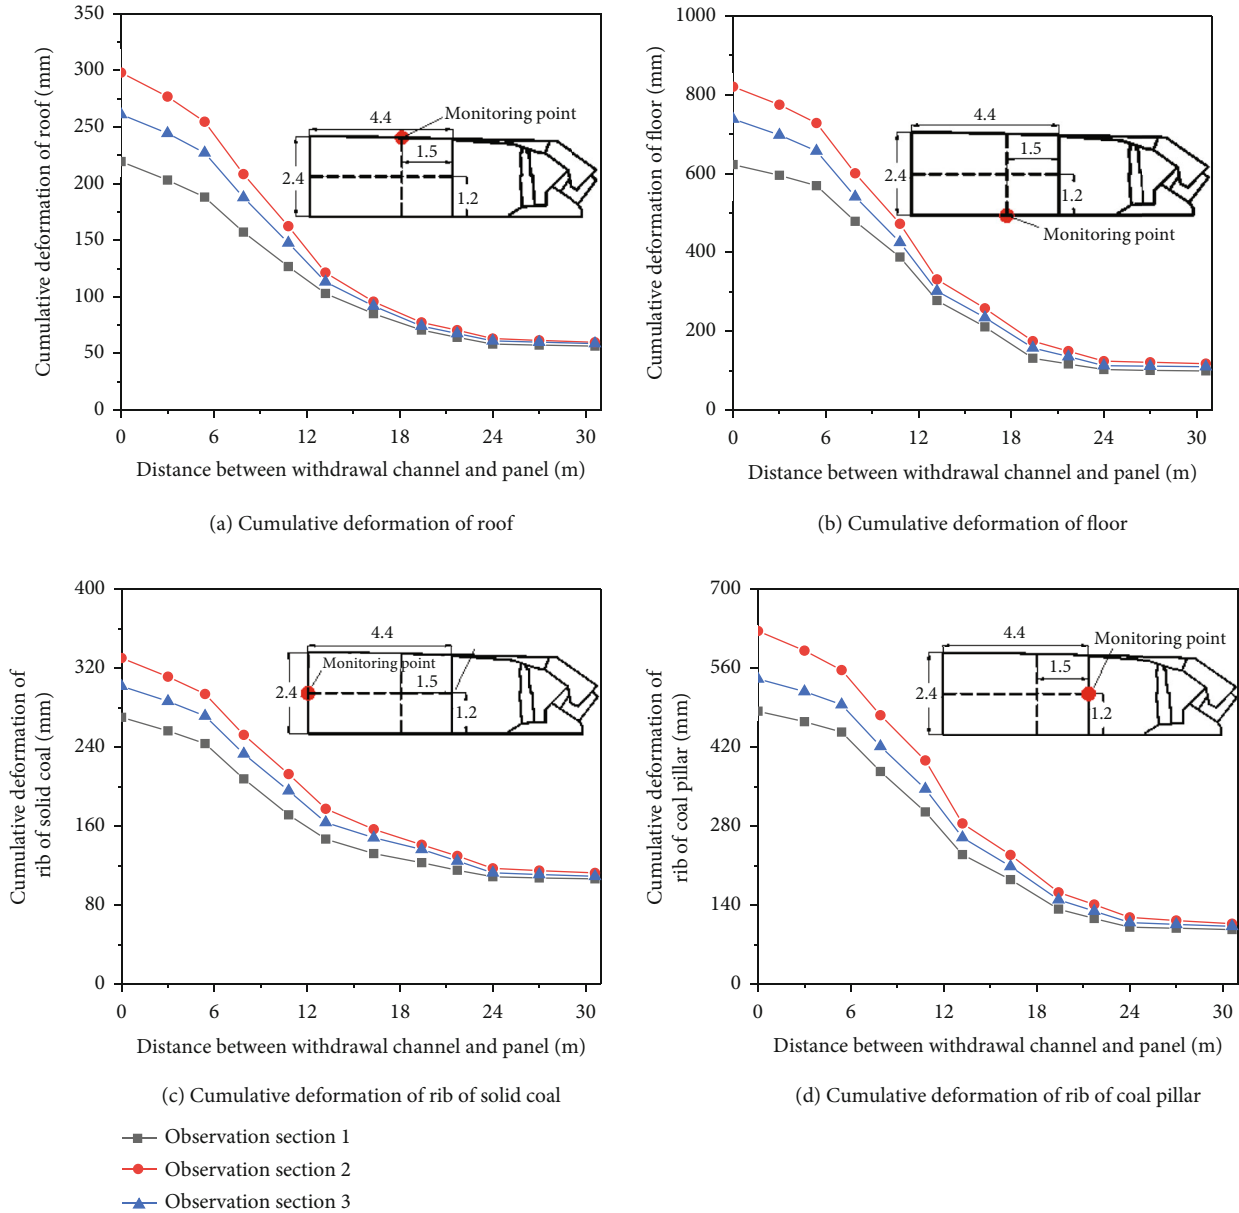 350
300
250
200
150
100
50
0
Cumulative deformation of roof (mm)
4.4
Monitoring point
1.5
2.4
1.2
0 6 12 18 24 30
Distance between withdrawal channel and panel (m)
(a) Cumulative deformation of roof
1000
800
600
400
200
0
Cumulative deformation of floor (mm)
4.4
1.5
2.4
1.2
Monitoring point
0 6 12 18 24 30
Distance between withdrawal channel and panel (m)
(b) Cumulative deformation of floor
400
320
240
160
80
0
Cumulative deformation of
rib of solid coal (mm)
4.4
Monitoring point
1.5
2.4
1.2
0 6 12 18 24 30
Distance between withdrawal channel and panel (m)
(c) Cumulative deformation of rib of solid coal
700
560
420
280
140
0
Cumulative deformation of
rib of coal pillar (mm)
4.4
Monitoring point
1.5
2.4
1.2
0 6 12 18 24 30
Distance between withdrawal channel and panel (m)
(d) Cumulative deformation of rib of coal pillar
Observation section 1
Observation section 2
Observation section 3